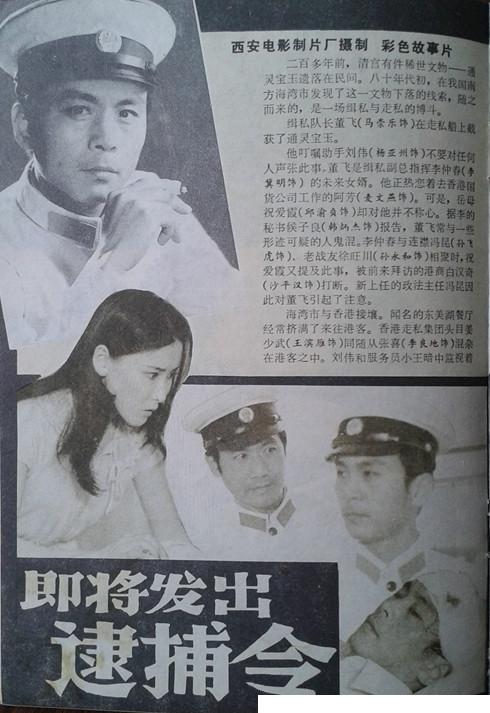 西安电影制片厂摄制 彩色故事片
二百多年前，清宫有件稀世文物——通
灵宝玉遗落在民间。八十年代初，在我国南
方海湾市发现了这一文物下落的线索，随之
而来的，是一场缉私与走私的搏斗。
缉私队长董飞(马崇乐饰)在走私船上截
获了通灵宝玉。
他叮嘱助手刘伟(杨亚洲饰)不要对任何
人声张此事。董飞是缉私副总指挥李仲春(李
翼明饰)的未来女婿。他正热恋着去香港国
货公司工作的阿芳(麦文燕饰)。可是，岳母
祝爱霞(邱渝贞饰)却对他并不称心。据李的
秘书侯子良(韩炳杰饰)报告，董飞常与一些
形迹可疑的人鬼混。李仲春与连襟冯昆(孙飞
虎饰)、老战友徐旺川(孙永和饰)相聚时，祝
爱霞又提及此事，被前来拜访的港商白汉奇
(沙平汉饰)打断。新上任的政法主任冯昆因
此对董飞引起了注意。
海湾市与香港接壤。闻名的东美湖餐厅
经常挤满了来往港客。香港走私集团头目姜
少武(王滨雁饰)同随从张喜(李良地饰)混杂
在港客之中。刘伟和服务员小王暗中监视着
即将发出
逮捕令